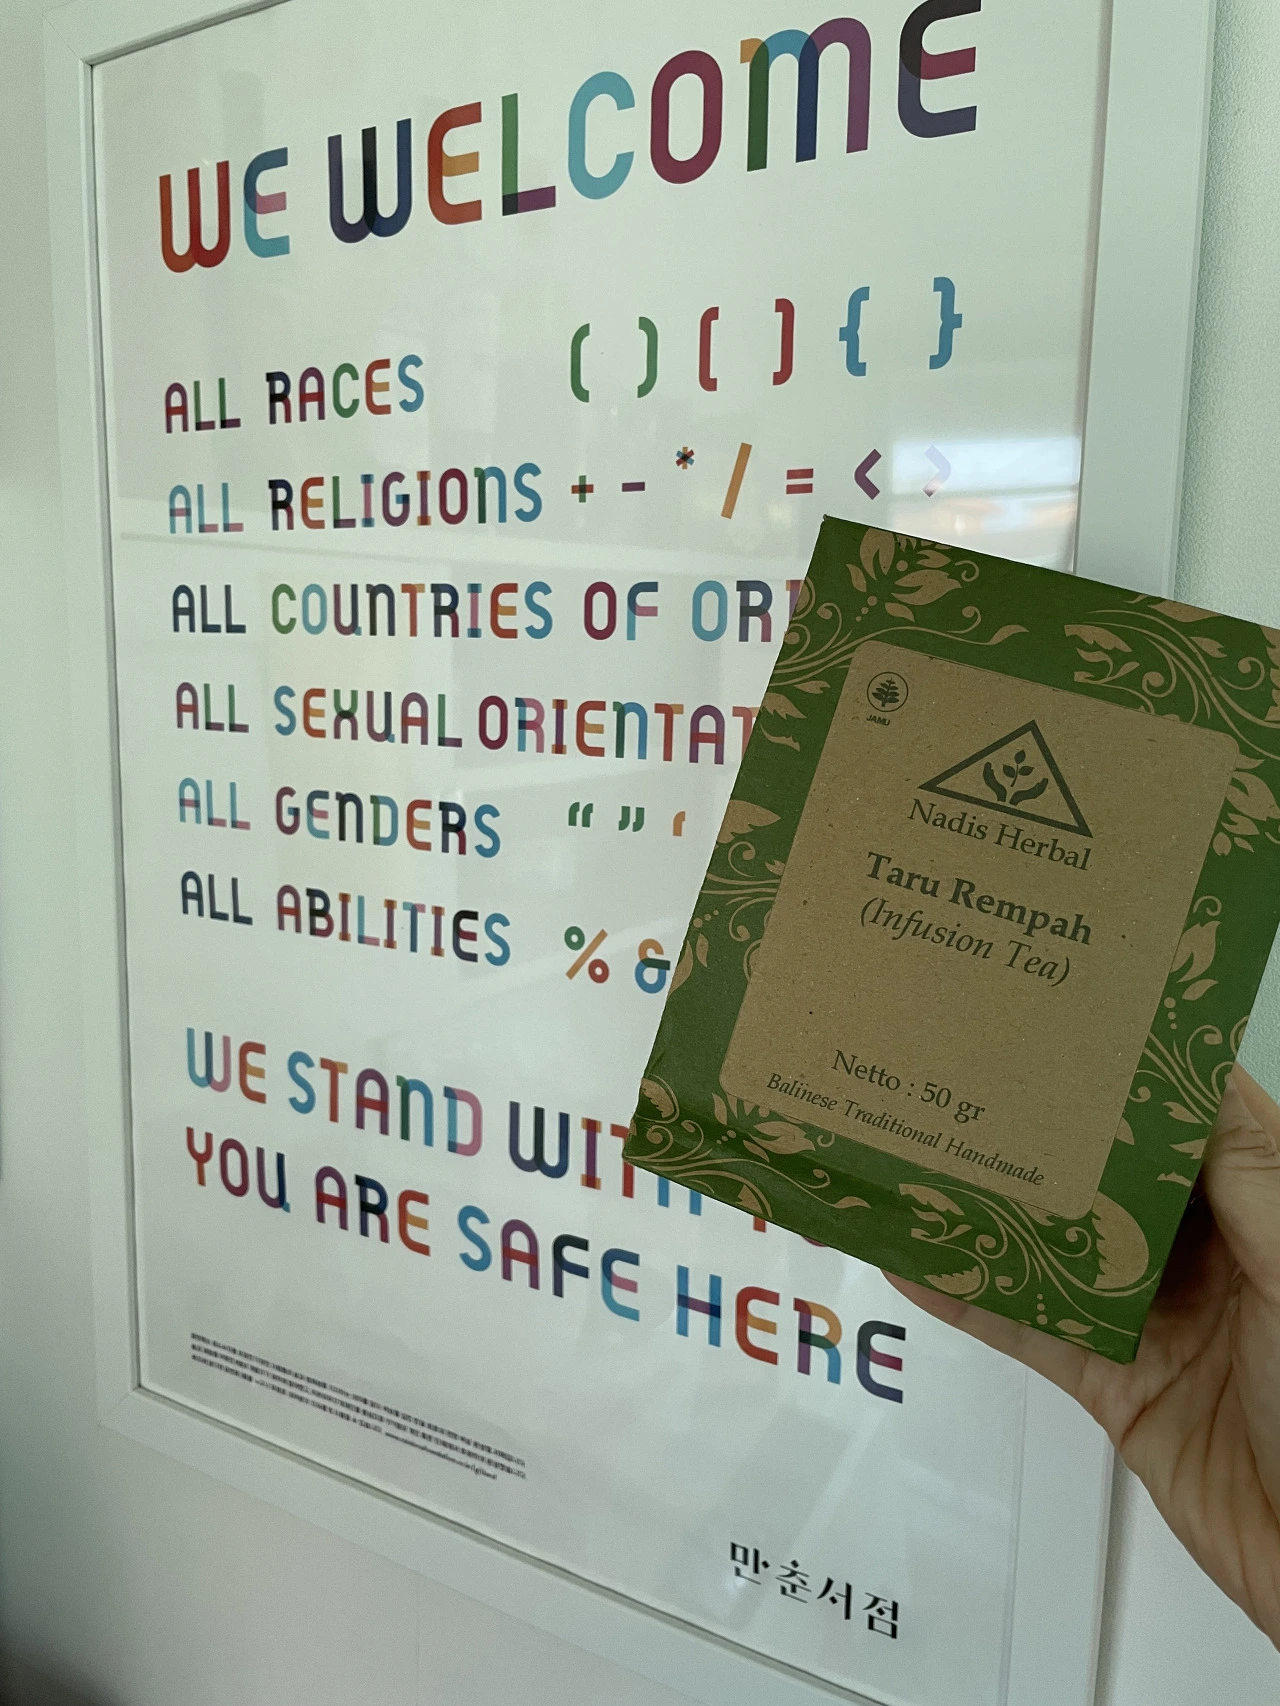 WE WELCOME
ALL RACES ( ) [ ] { }
ALL RELIGIONS + - * / = < >
ALL COUNTRIES OF ORI
ALL SEXUAL ORIENTAT
ALL GENDERS “ ” ‘
ALL ABILITIES % &
WE STAND WITH
YOU ARE SAFE HERE
만춘서점
JAMU
Nadis Herbal
Taru Rempah
(Infusion Tea)
Netto : 50 gr
Balinese Traditional Handmade